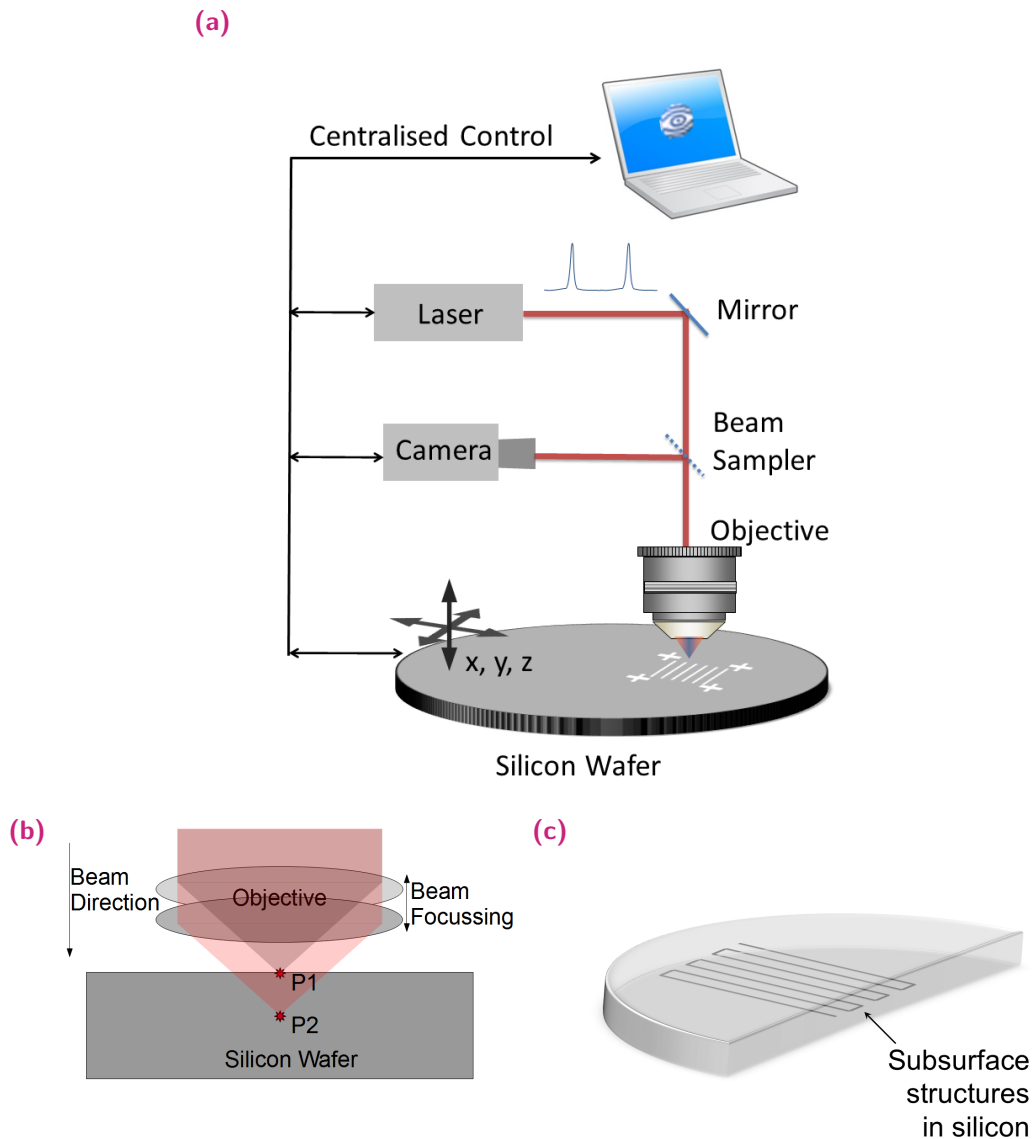 (a)
Centralised Control
Laser
Mirror
Camera
Beam
Sampler
Objective
x, y, z
Silicon Wafer
(b)
Beam
Direction
Objective
Beam
Focussing
P1
P2
Silicon Wafer
(c)
Subsurface
structures
in silicon